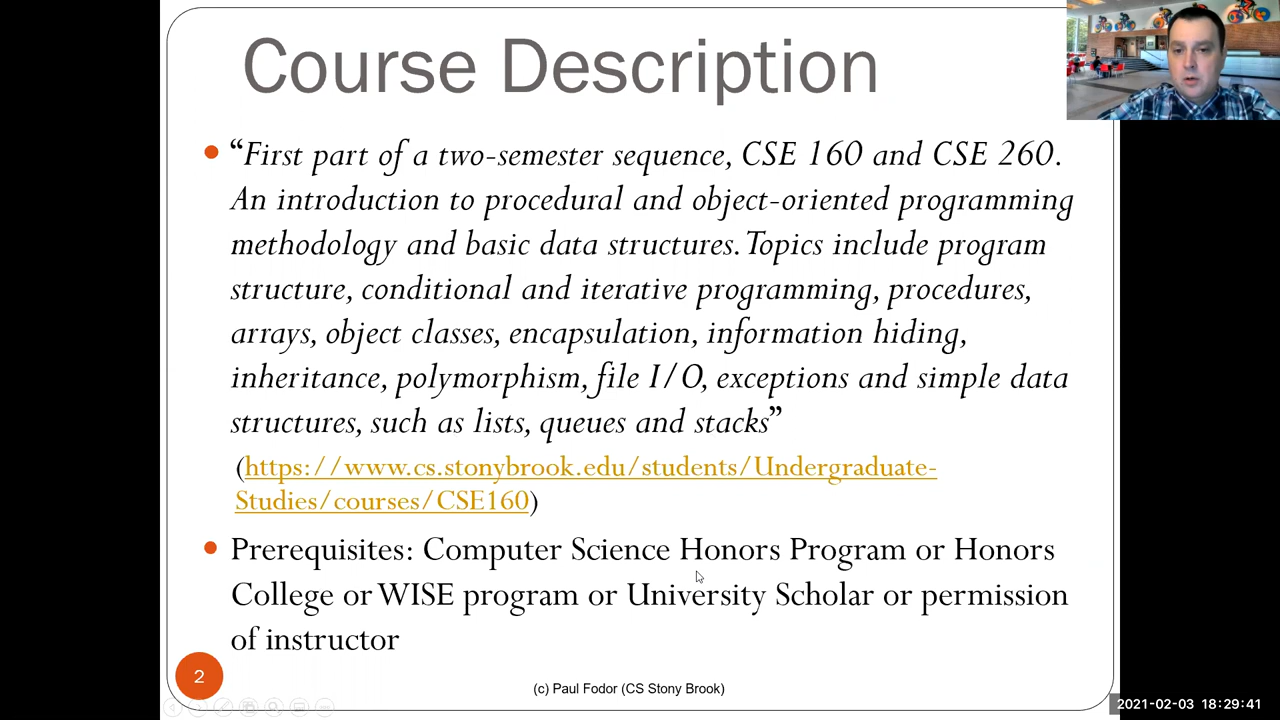 Course Description
“First part of a two-semester sequence, CSE 160 and CSE 260.
An introduction to procedural and object-oriented programming
methodology and basic data structures. Topics include program
structure, conditional and iterative programming, procedures,
arrays, object classes, encapsulation, information hiding,
inheritance, polymorphism, file I/O, exceptions and simple data
structures, such as lists, queues and stacks”
(https://www.cs.stonybrook.edu/students/Undergraduate-
Studies/courses/CSE160)
Prerequisites: Computer Science Honors Program or Honors
College or WISE program or University Scholar or permission
of instructor
2
(c) Paul Fodor (CS Stony Brook)
2021-02-03 18:29:41